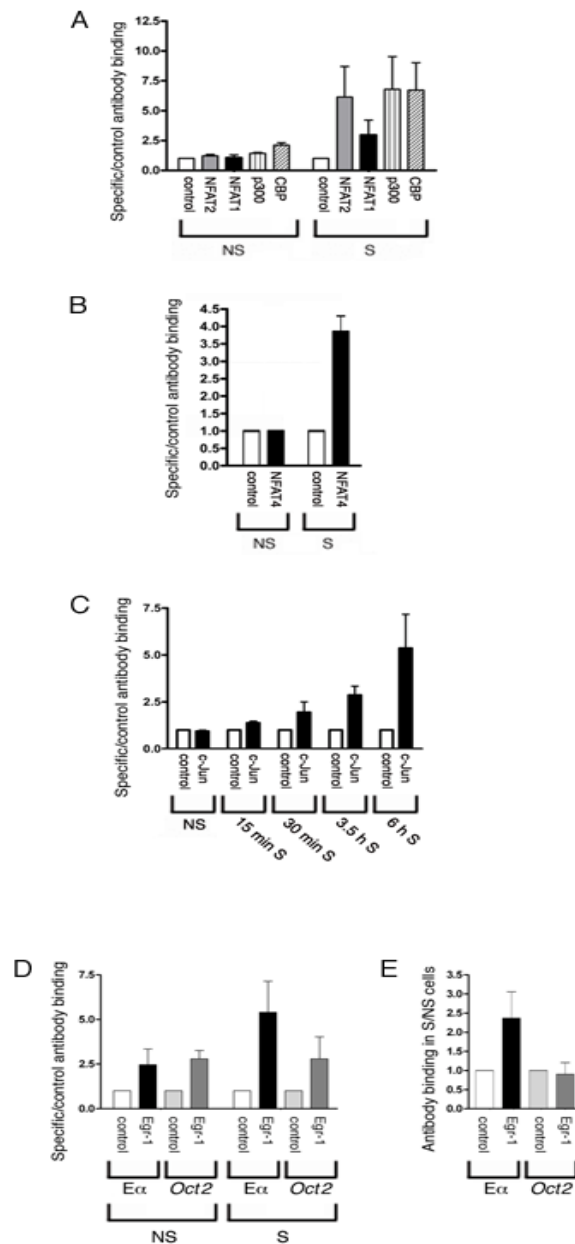 A
Specific/control antibody binding
12.5
10.0
7.5
5.0
2.5
0.0
control
NFAT2
NFAT1
p300
CBP
control
NFAT2
NFAT1
p300
CBP
NS
S
B
Specific/control antibody binding
4.5
4.0
3.5
3.0
2.5
2.0
1.5
1.0
0.5
0.0
control
NFAT4
control
NFAT4
NS
S
C
Specific/control antibody binding
7.5
5.0
2.5
0.0
control
c-Jun
control
c-Jun
control
c-Jun
control
c-Jun
control
c-Jun
NS
15 min S
30 min S
3.5 h S
6 h S
D
Specific/control antibody binding
7.5
5.0
2.5
0.0
control
Egr-1
control
Egr-1
control
Egr-1
control
Egr-1
Eα
Oct2
Eα
Oct2
NS
S
E
Antibody binding in S/NS cells
3.5
3.0
2.5
2.0
1.5
1.0
0.5
0.0
control
Egr-1
control
Egr-1
Eα
Oct2